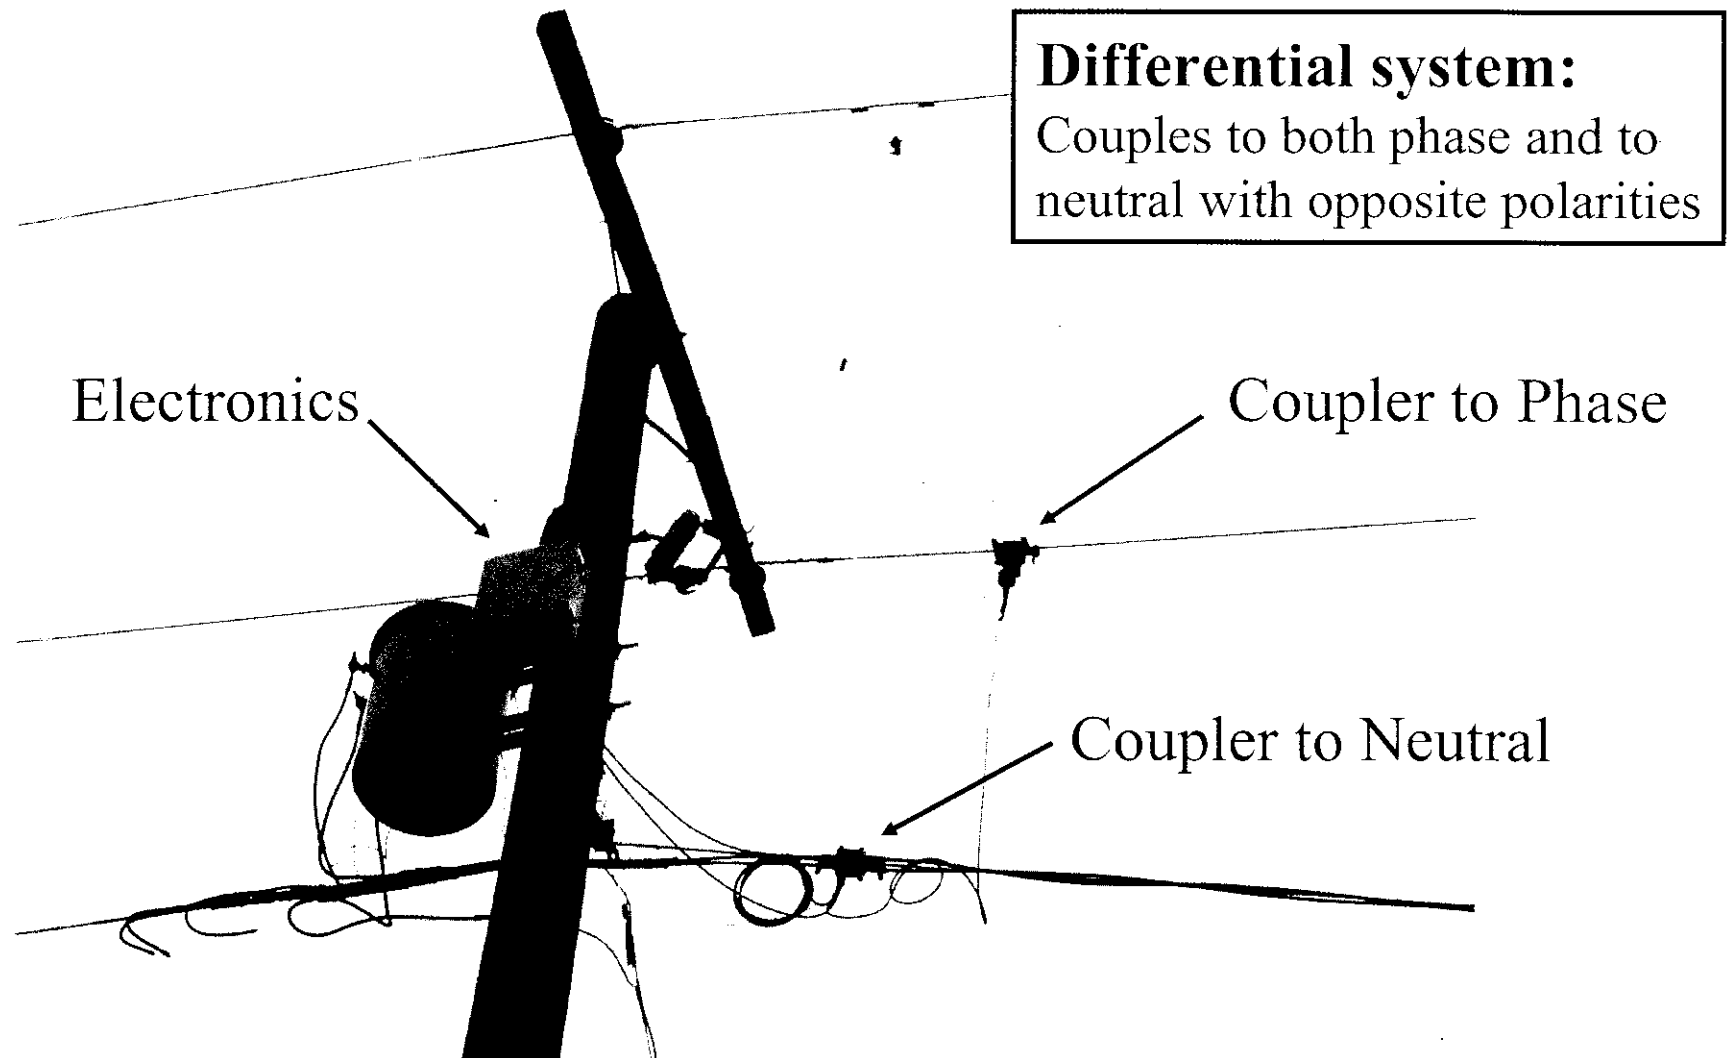 Differential system:
Couples to both phase and to
neutral with opposite polarities
Electronics
Coupler to Phase
Coupler to Neutral